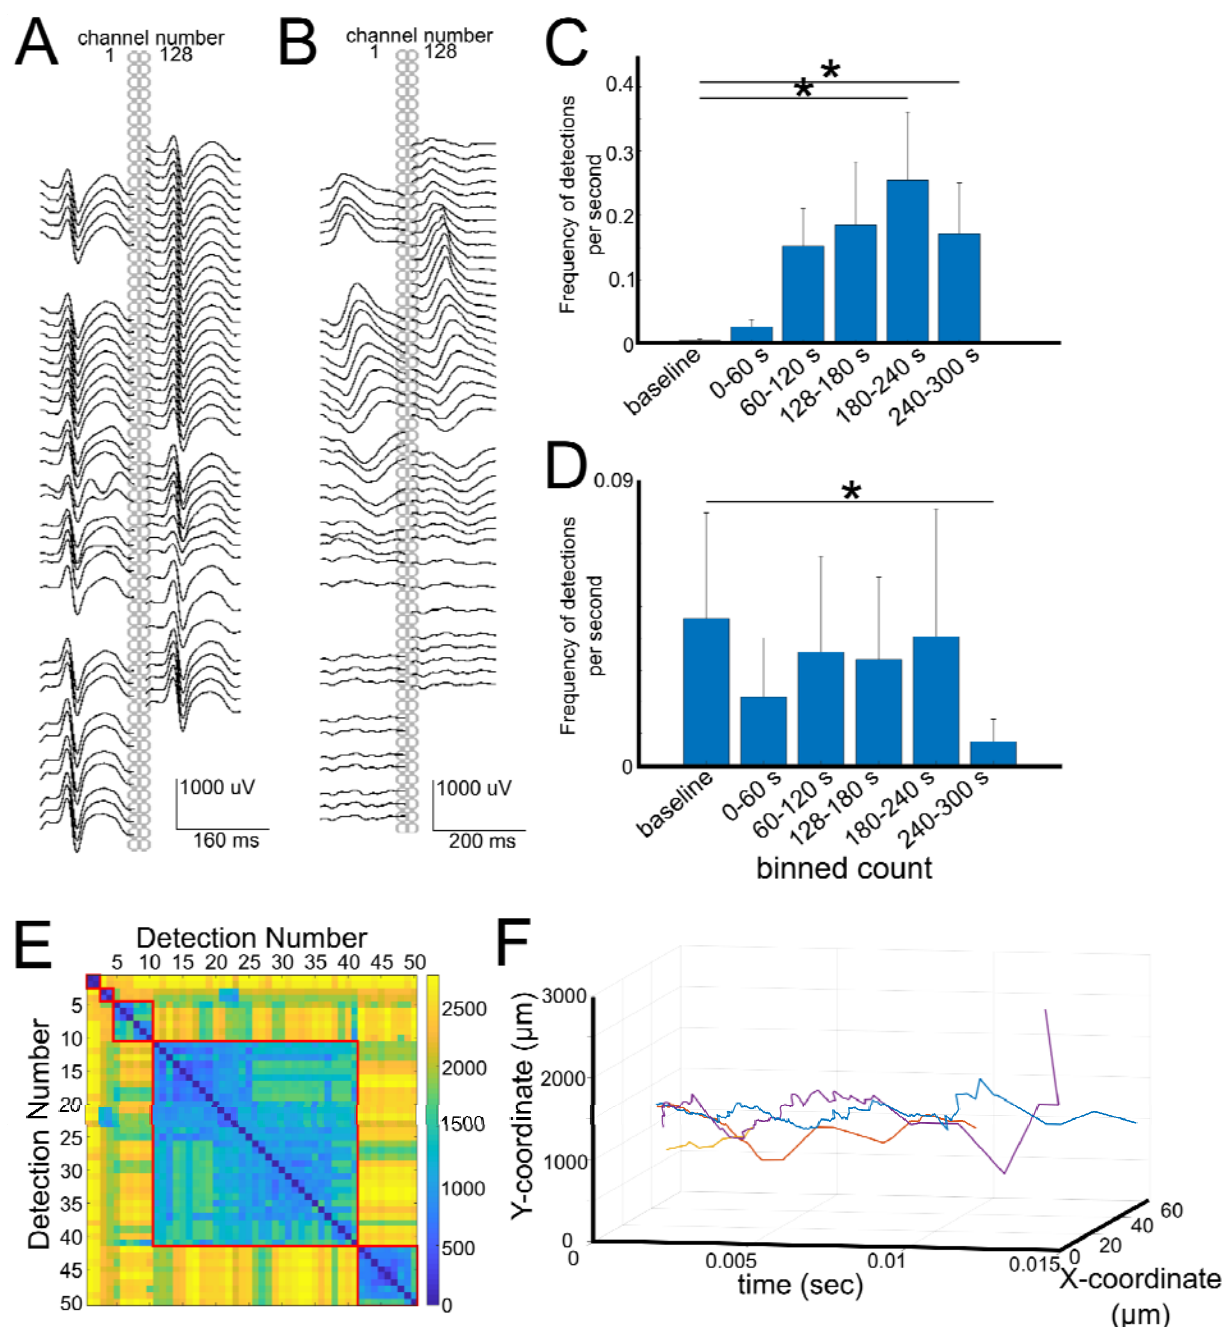 A
channel number
1 128
1000 uV
160 ms
B
channel number
1 128
1000 uV
200 ms
C
Frequency of detections
per second
0.4
0.3
0.2
0.1
0
*
*
baseline
0-60 s
60-120 s
128-180 s
180-240 s
240-300 s
D
Frequency of detections
per second
0.09
0
*
baseline
0-60 s
60-120 s
128-180 s
180-240 s
240-300 s
binned count
E
Detection Number
5 10 15 20 25 30 35 40 45 50
Detection Number
5
10
15
20
25
30
35
40
45
50
2500
2000
1500
1000
500
0
F
Y-coordinate (µm)
3000
2000
1000
0
0 0.005 0.01 0.015
time (sec)
0 20 40 60
X-coordinate
(µm)